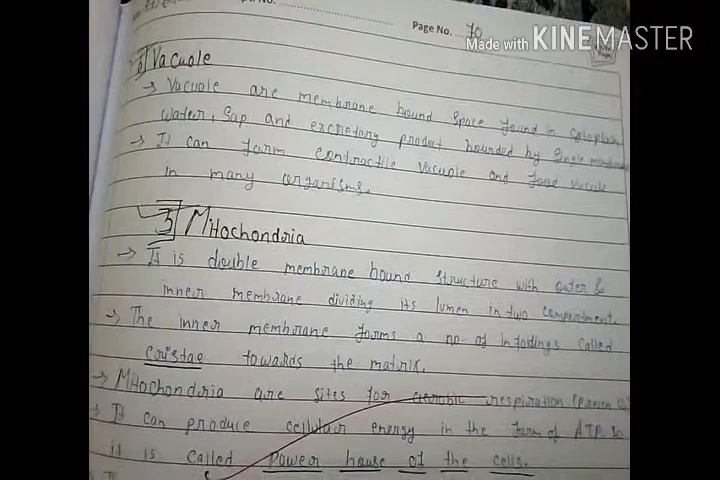 Page No. 70
Made with KINEMASTER
Vacuole
→ Vacuole are membrane bound space found in cytoplasm
water, sap and excretory product bounded by single membrane
→ It can form contractile vacuole and food vacuole
in many organisms.
3] Mitochondria
→ It is double membrane bound structure with outer &
inner membrane dividing its lumen in two compartment.
→ The inner membrane forms a no. of infoldings called
cristae towards the matrix.
→ Mitochondria are sites for aerobic respiration
→ It can produce cellular energy in the form of ATP so
it is called power house of the cells.